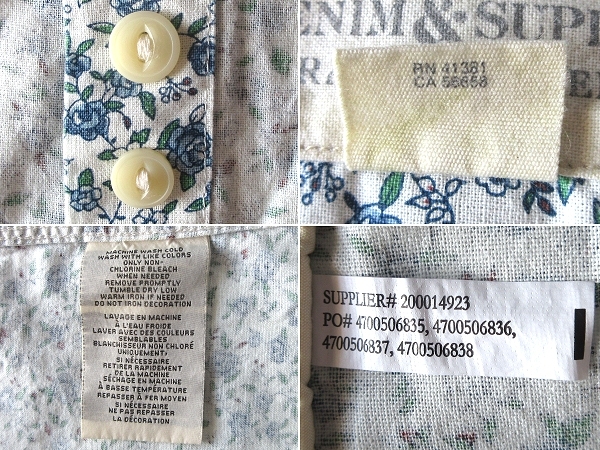 ENIM & SUP
RN 41381
CA 56658
RA
MACHINE WASH COLD
WASH WITH LIKE COLORS
ONLY NON-
CHLORINE BLEACH
WHEN NEEDED
REMOVE PROMPTLY
TUMBLE DRY LOW
WARM IRON IF NEEDED
DO NOT IRON DECORATION
LAVAGE EN MACHINE
À L'EAU FROIDE
LAVER AVEC DES COULEURS
SEMBLABLES
BLANCHISSEUR NON CHLORÉ
UNIQUEMENT;
SI NÉCESSAIRE
RETIRER RAPIDEMENT
DE LA MACHINE
SÉCHAGE EN MACHINE
À BASSE TEMPÉRATURE
REPASSER À FER MOYEN
SI NÉCESSAIRE
NE PAS REPASSER
LA DÉCORATION
SUPPLIER# 200014923
PO# 4700506835, 4700506836,
4700506837, 4700506838